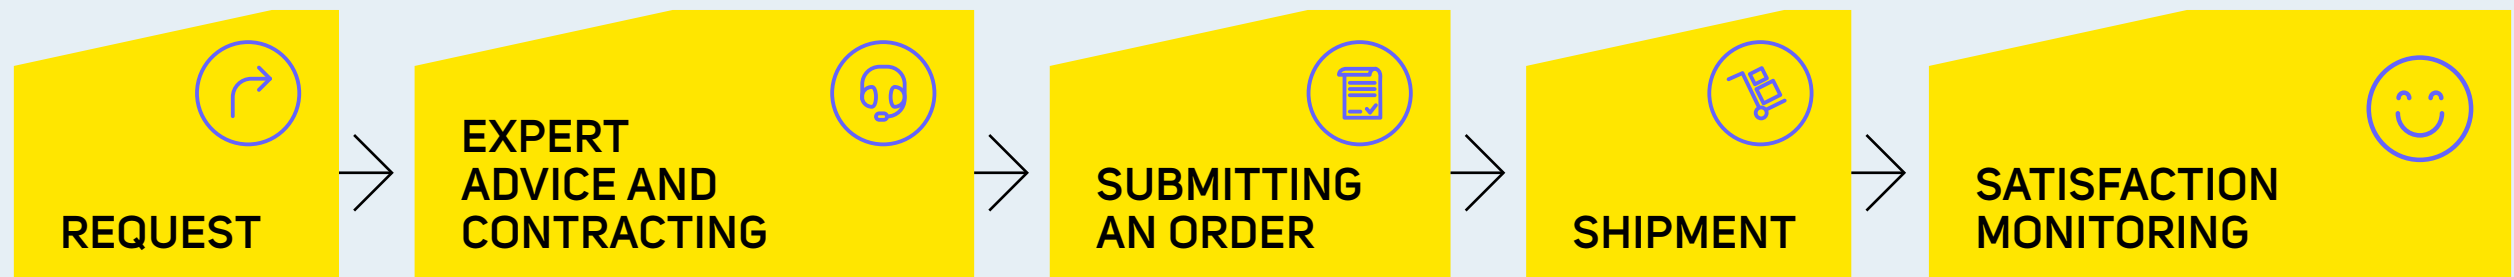 REQUEST
EXPERT
ADVICE AND
CONTRACTING
SUBMITTING
AN ORDER
SHIPMENT
SATISFACTION
MONITORING